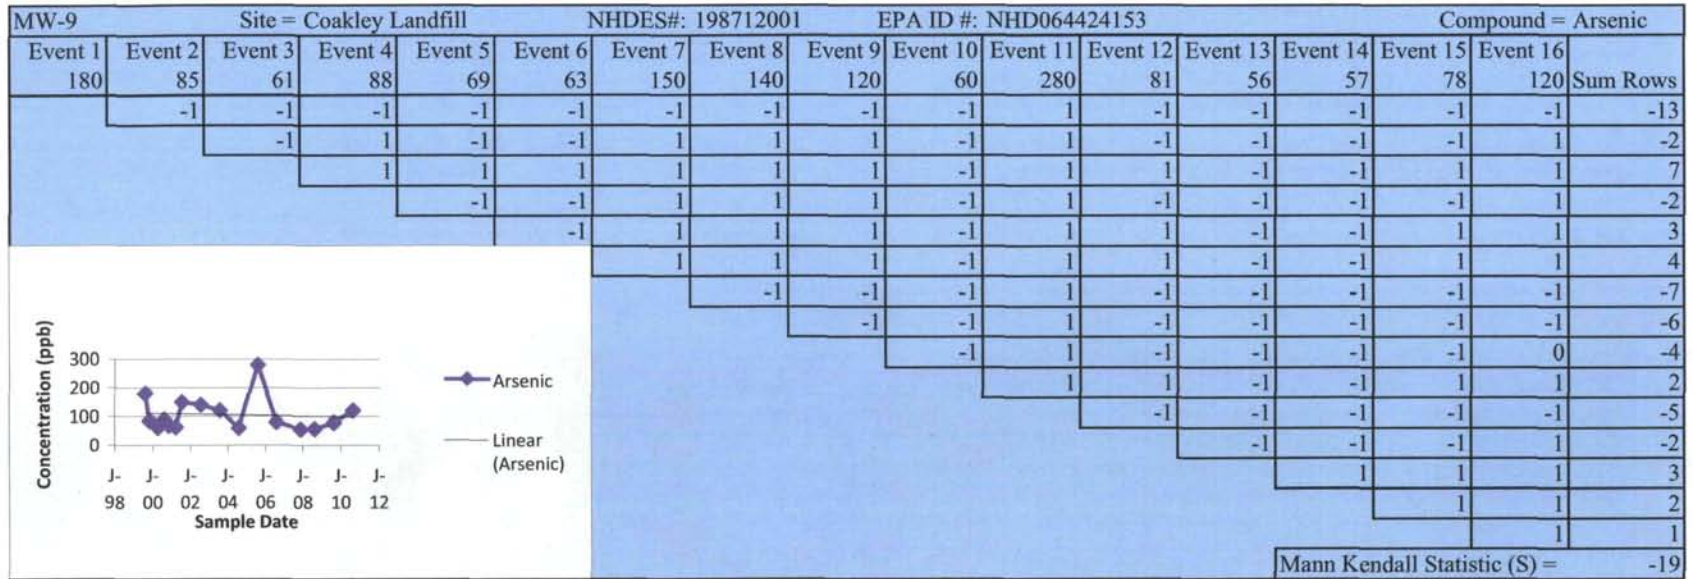 MW-9 Site = Coakley Landfill NHDES#: 198712001 EPA ID #: NHD064424153 Compound = Arsenic
Event 1 Event 2 Event 3 Event 4 Event 5 Event 6 Event 7 Event 8 Event 9 Event 10 Event 11 Event 12 Event 13 Event 14 Event 15 Event 16
180 85 61 88 69 63 150 140 120 60 280 81 56 57 78 120 Sum Rows
-1 -1 -1 -1 -1 -1 -1 -1 -1 1 -1 -1 -1 -1 -1 -13
-1 1 -1 -1 1 1 1 -1 1 -1 -1 -1 -1 1 -2
1 1 1 1 1 1 -1 1 1 -1 -1 1 1 7
-1 -1 1 1 1 -1 1 -1 -1 -1 -1 1 -2
-1 1 1 1 -1 1 1 -1 -1 1 1 3
1 1 1 -1 1 1 -1 -1 1 1 4
-1 -1 -1 1 -1 -1 -1 -1 -1 -7
-1 -1 1 -1 -1 -1 -1 -1 -6
-1 1 -1 -1 -1 -1 0 -4
1 1 -1 -1 1 1 2
-1 -1 -1 -1 -1 -5
-1 -1 -1 1 -2
1 1 1 3
1 1 2
1 1
Mann Kendall Statistic (S) = -19
Concentration (ppb)
300
200
100
0
J- J- J- J- J- J- J- J-
98 00 02 04 06 08 10 12
Sample Date
Arsenic
Linear
(Arsenic)